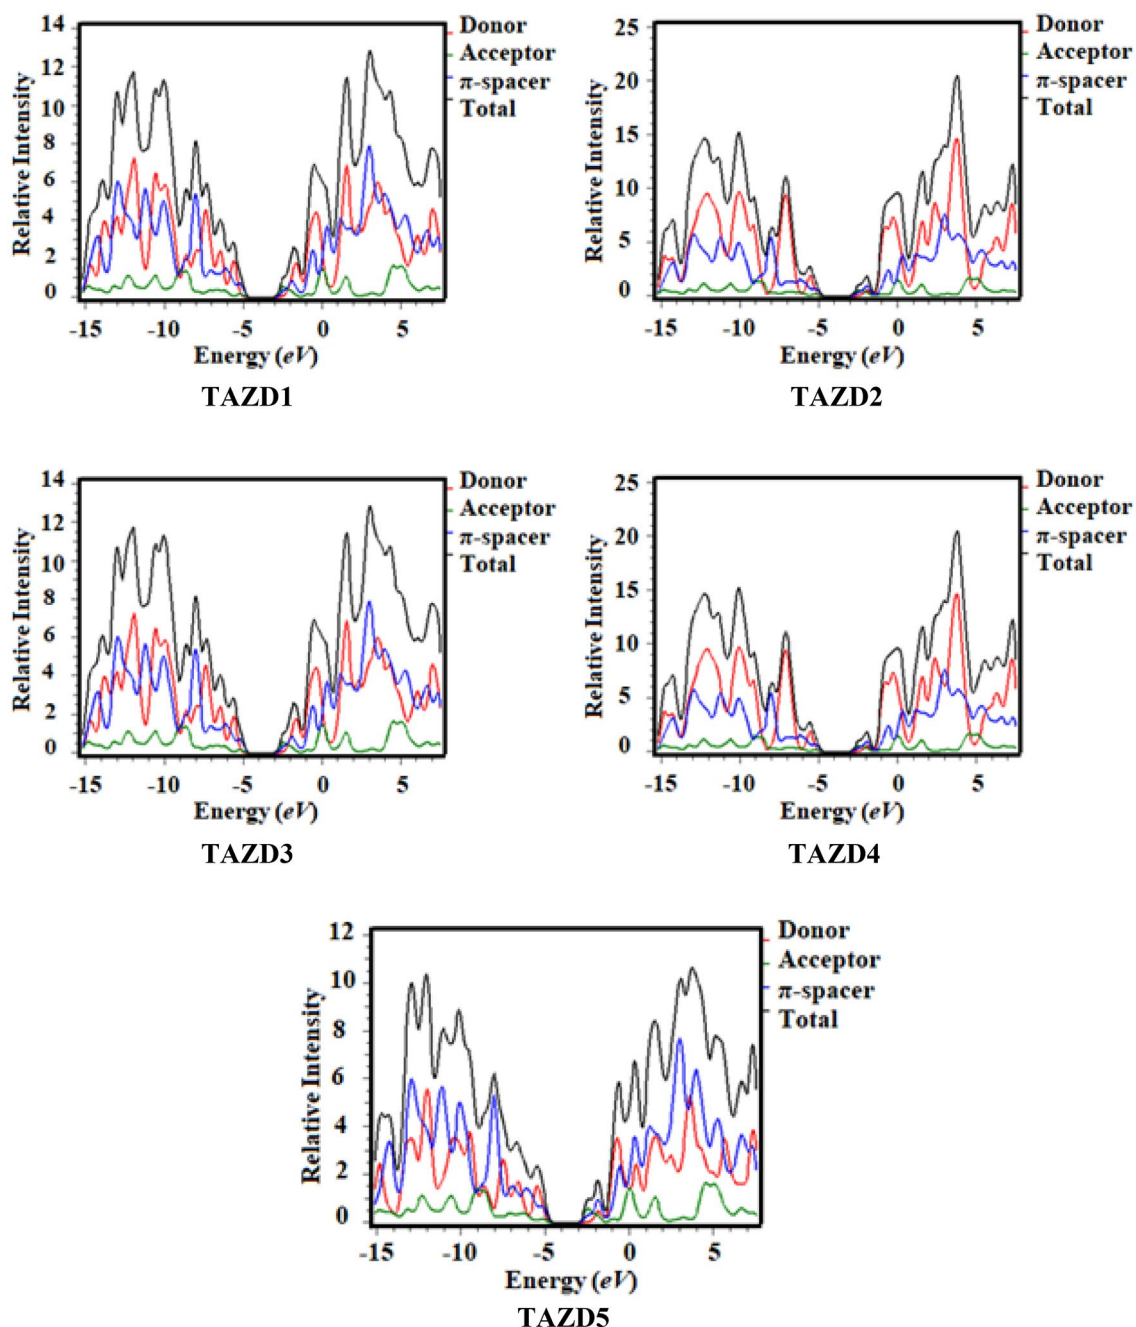 14
12
10
8
6
4
2
0
Relative Intensity
-15 -10 -5 0 5
Energy (eV)
Donor
Acceptor
π-spacer
Total
TAZD1
25
20
15
10
5
0
Relative Intensity
-15 -10 -5 0 5
Energy (eV)
Donor
Acceptor
π-spacer
Total
TAZD2
14
12
10
8
6
4
2
0
Relative Intensity
-15 -10 -5 0 5
Energy (eV)
Donor
Acceptor
π-spacer
Total
TAZD3
25
20
15
10
5
0
Relative Intensity
-15 -10 -5 0 5
Energy (eV)
Donor
Acceptor
π-spacer
Total
TAZD4
12
10
8
6
4
2
0
Relative Intensity
-15 -10 -5 0 5
Energy (eV)
Donor
Acceptor
π-spacer
Total
TAZD5